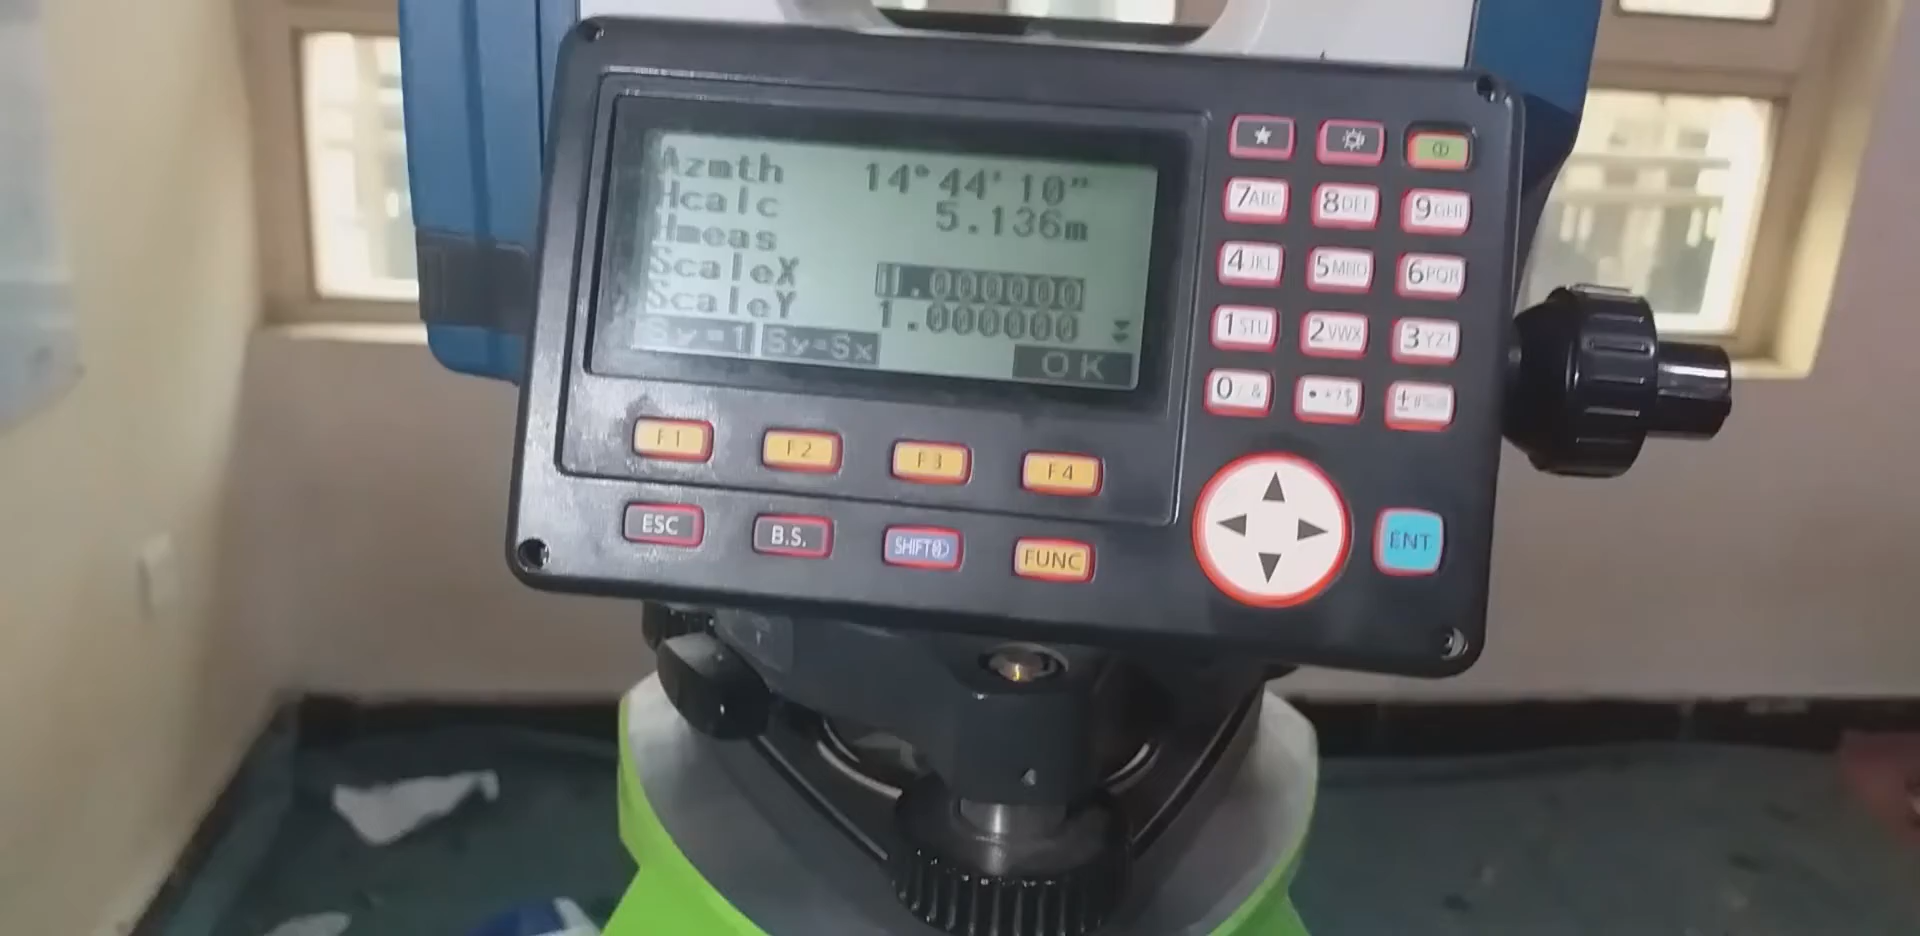 Azmth 14°44'10"
Hcalc 5.136m
Hmeas
ScaleX 1.000000
ScaleY 1.000000
Sy=1 Sy=Sx OK
7ABC 8DEF 9GHI
4JKL 5MNO 6PQR
1STU 2VWX 3YZ!
F1 F2 F3 F4
ESC B.S. SHIFT FUNC ENT